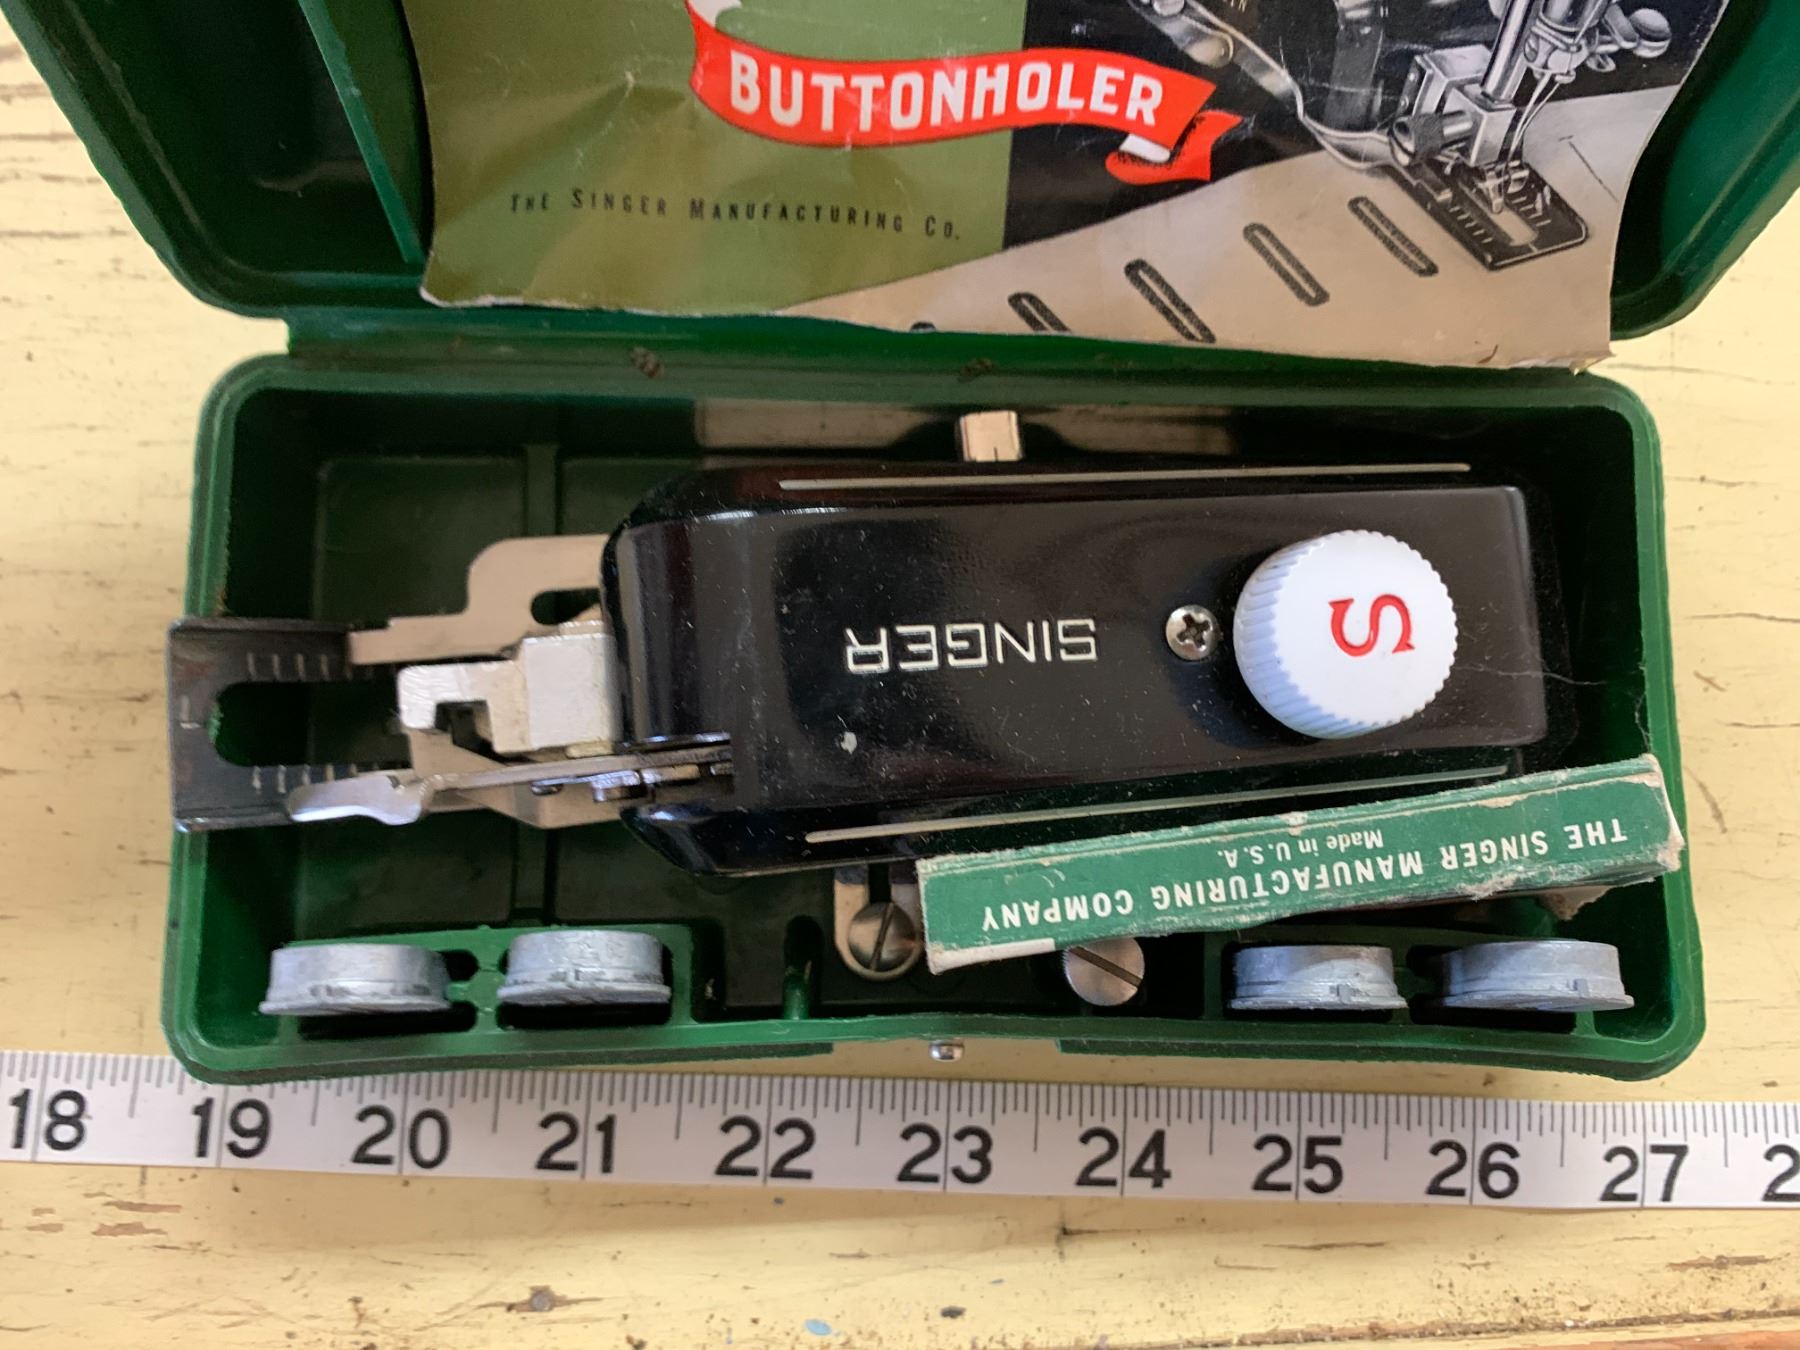 BUTTONHOLER
THE SINGER MANUFACTURING CO.
SINGER
S
THE SINGER MANUFACTURING COMPANY
Made in U.S.A.
18 19 20 21 22 23 24 25 26 27